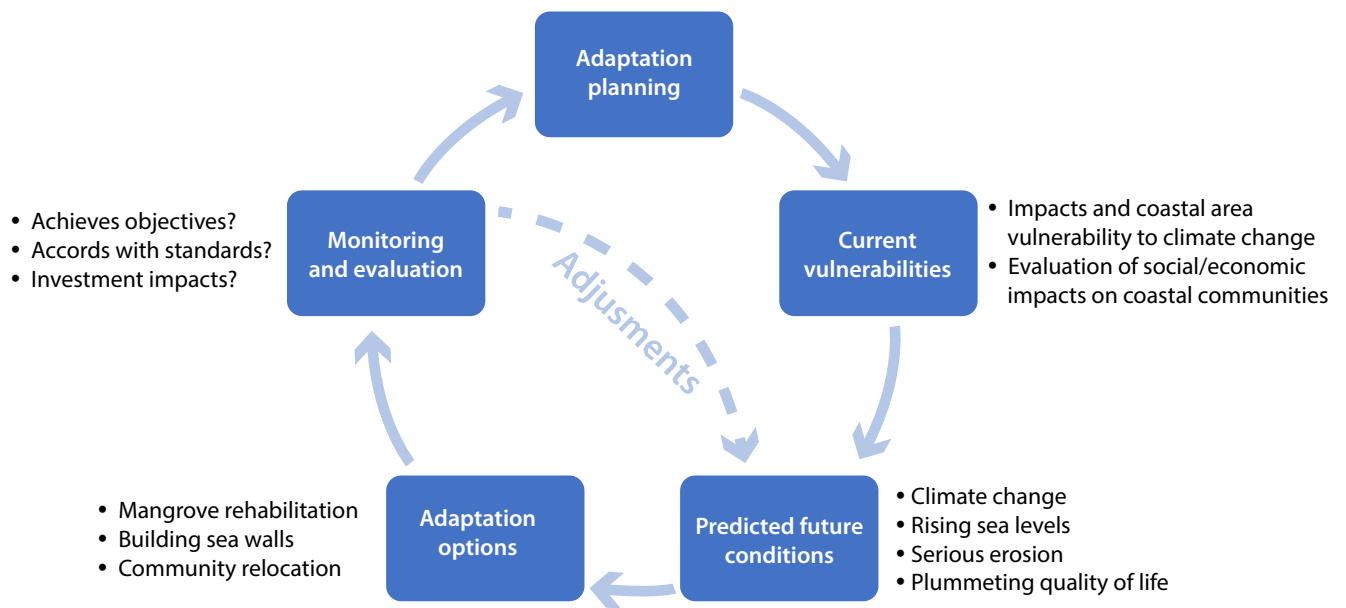 Adaptation
planning
• Achieves objectives?
• Accords with standards?
• Investment impacts?
Monitoring
and evaluation
Adjusments
Current
vulnerabilities
• Impacts and coastal area
vulnerability to climate change
• Evaluation of social/economic
impacts on coastal communities
• Mangrove rehabilitation
• Building sea walls
• Community relocation
Adaptation
options
Predicted future
conditions
• Climate change
• Rising sea levels
• Serious erosion
• Plummeting quality of life